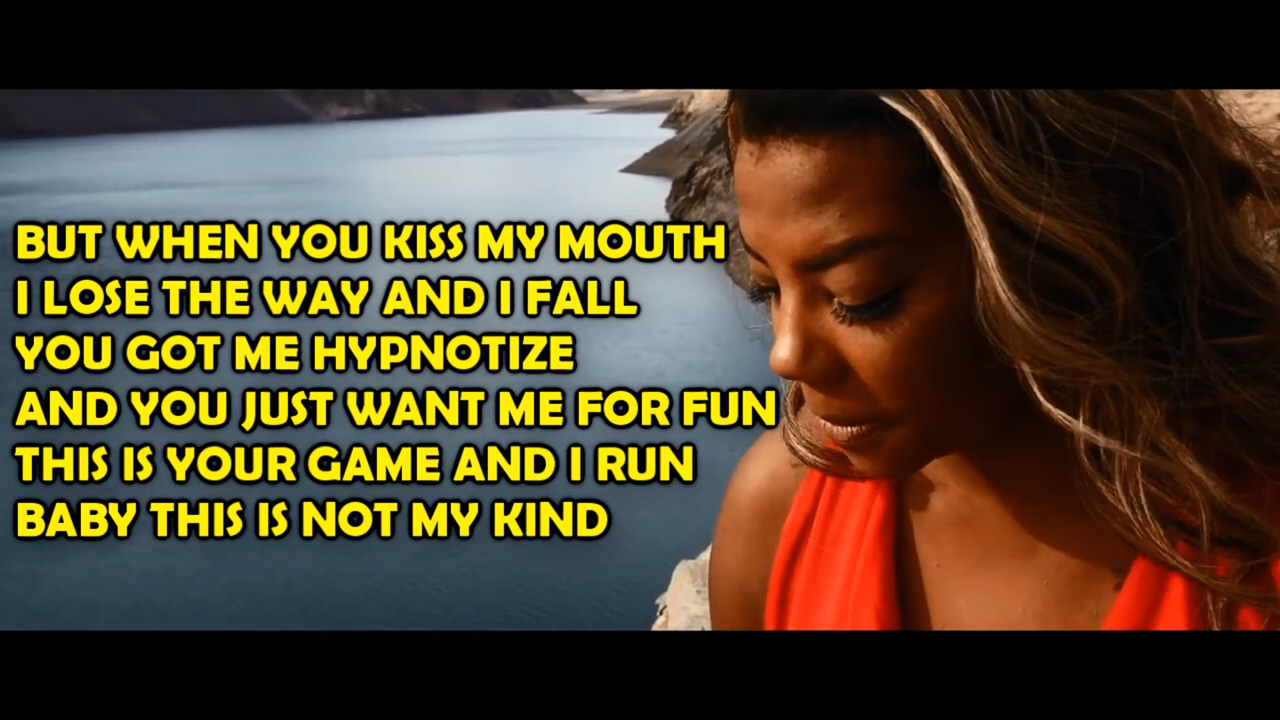 BUT WHEN YOU KISS MY MOUTH
I LOSE THE WAY AND I FALL
YOU GOT ME HYPNOTIZE
AND YOU JUST WANT ME FOR FUN
THIS IS YOUR GAME AND I RUN
BABY THIS IS NOT MY KIND